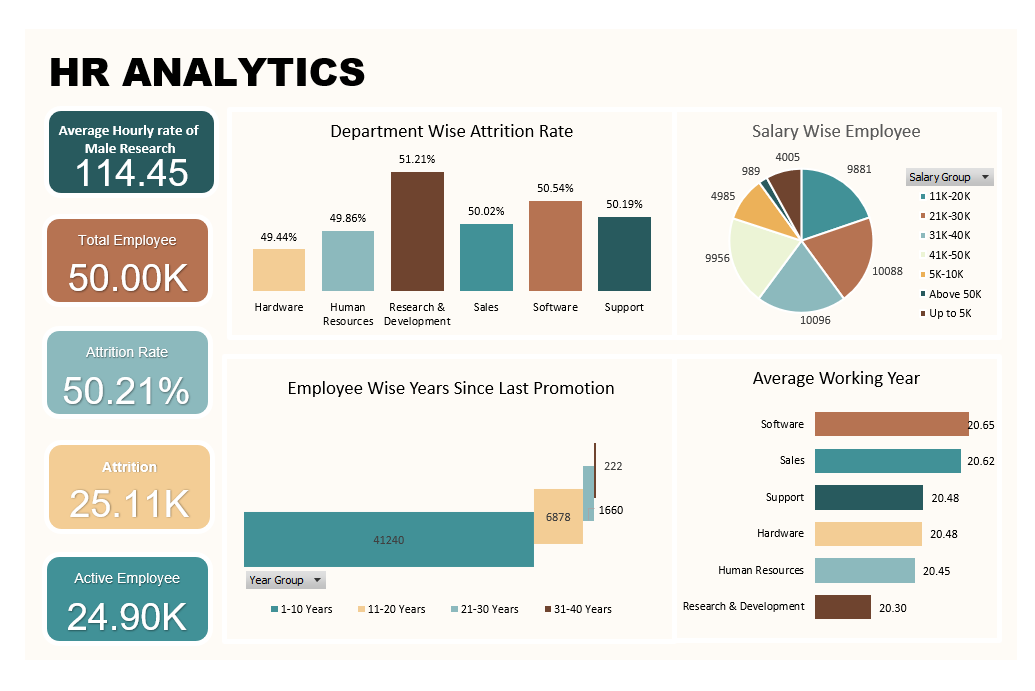 HR ANALYTICS
Average Hourly rate of
Male Research
114.45
Total Employee
50.00K
Attrition Rate
50.21%
Attrition
25.11K
Active Employee
24.90K
Department Wise Attrition Rate
49.44%
49.86%
51.21%
50.02%
50.54%
50.19%
Hardware
Human
Resources
Research &
Development
Sales
Software
Support
Salary Wise Employee
9881
10088
10096
9956
4985
989
4005
Salary Group
11K-20K
21K-30K
31K-40K
41K-50K
5K-10K
Above 50K
Up to 5K
Employee Wise Years Since Last Promotion
41240
6878
1660
222
Year Group
1-10 Years
11-20 Years
21-30 Years
31-40 Years
Average Working Year
Software 20.65
Sales 20.62
Support 20.48
Hardware 20.48
Human Resources 20.45
Research & Development 20.30